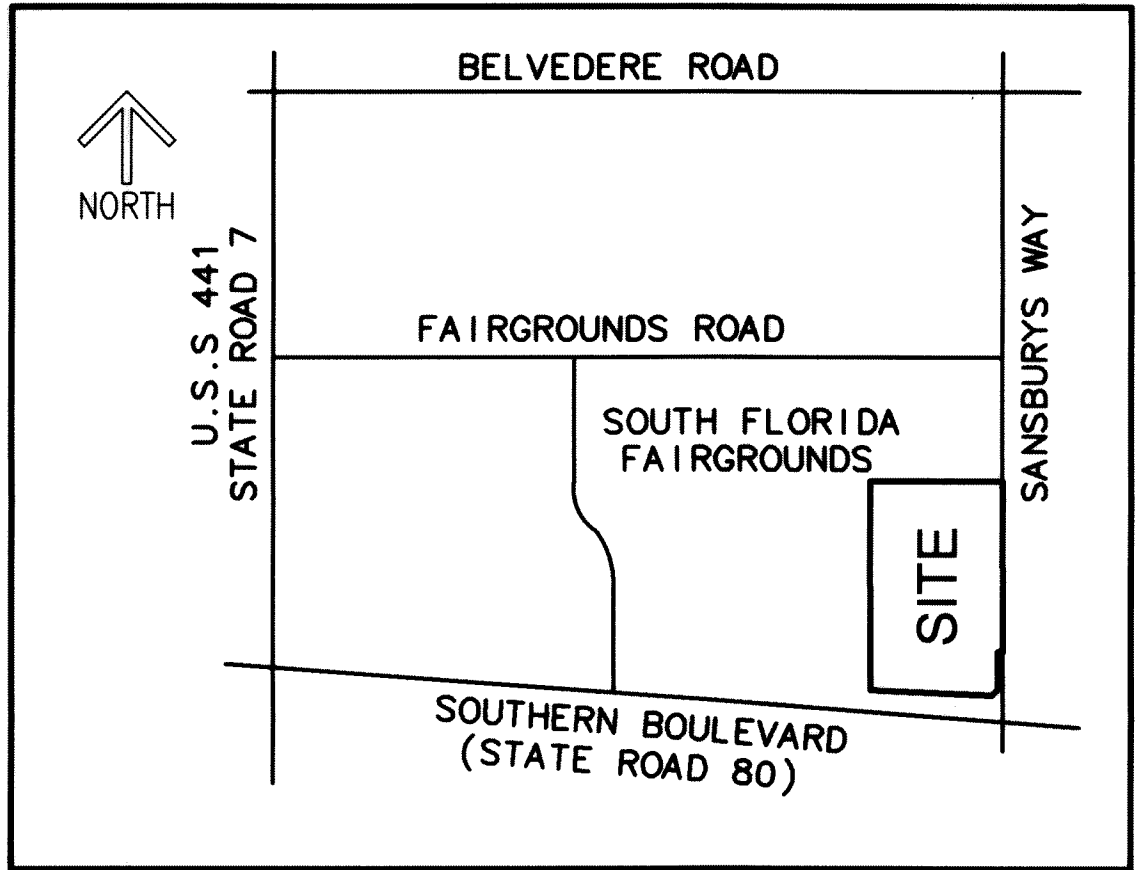 BELVEDERE ROAD
NORTH
U.S.S 441
STATE ROAD 7
FAIRGROUNDS ROAD
SANSBURYS WAY
SOUTH FLORIDA
FAIRGROUNDS
SITE
SOUTHERN BOULEVARD
(STATE ROAD 80)